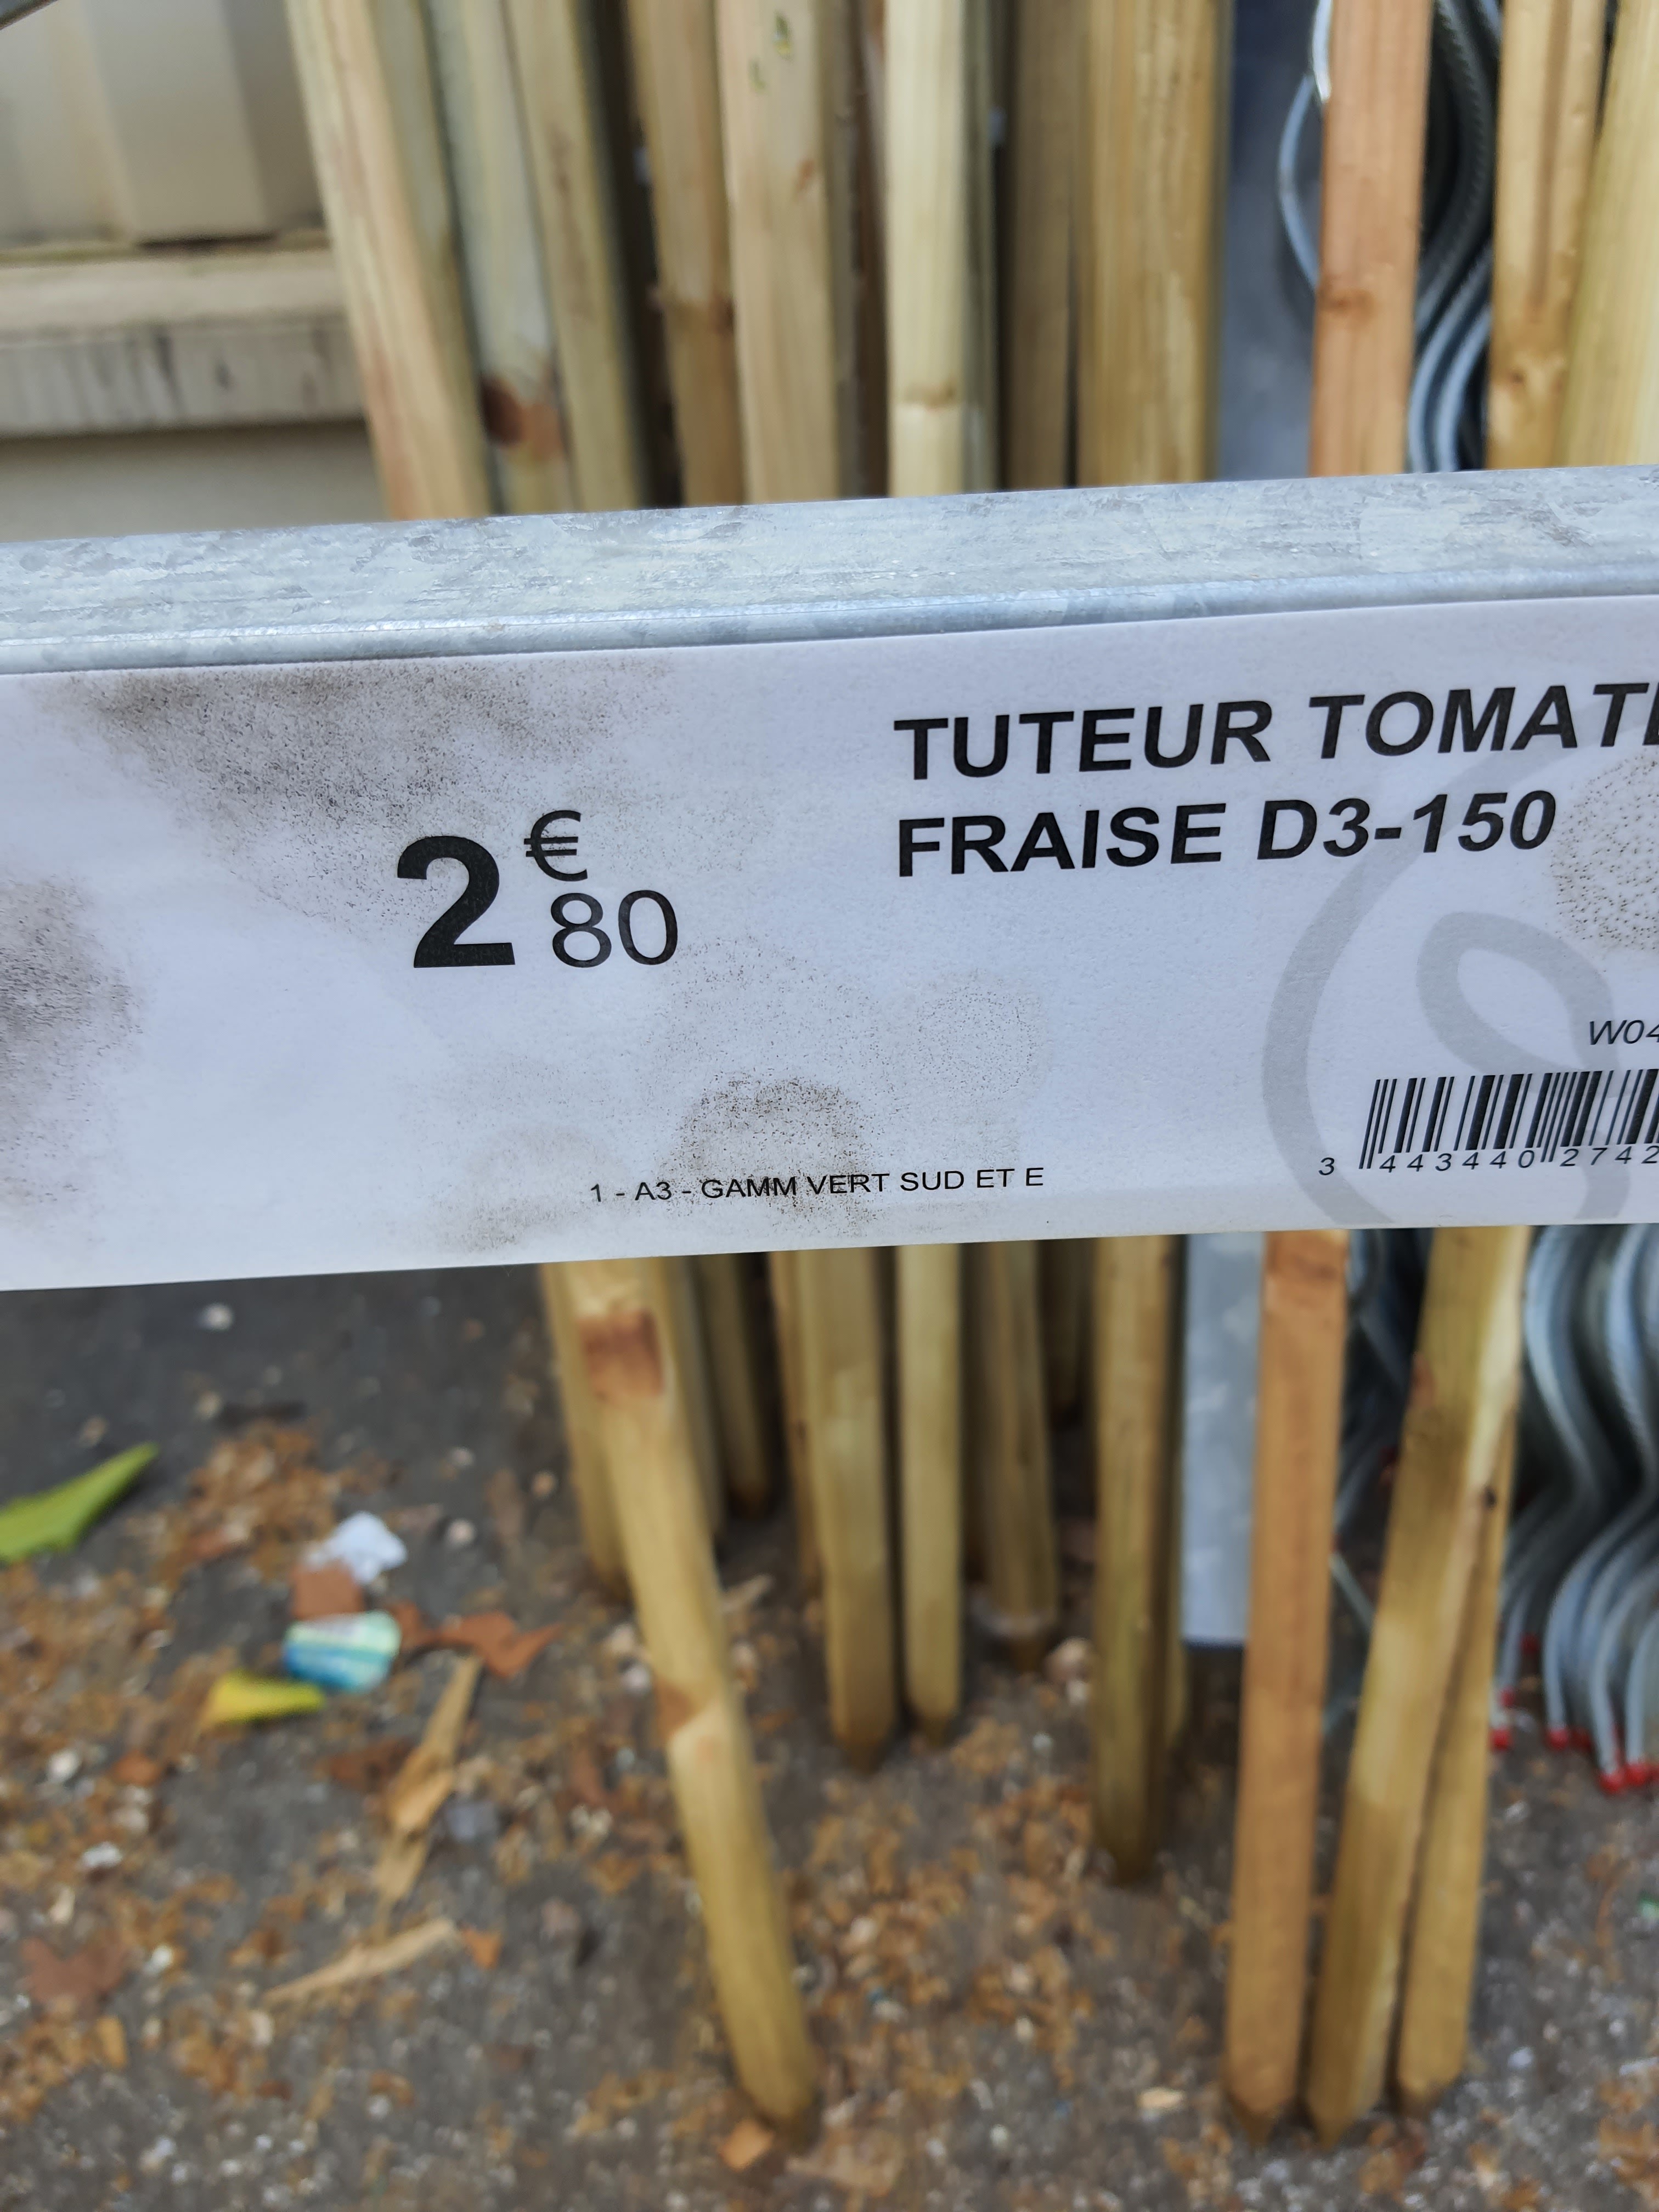 TUTEUR TOMATE
FRAISE D3-150
2€80
W04
3 443440 2742
1 - A3 - GAMM VERT SUD ET E